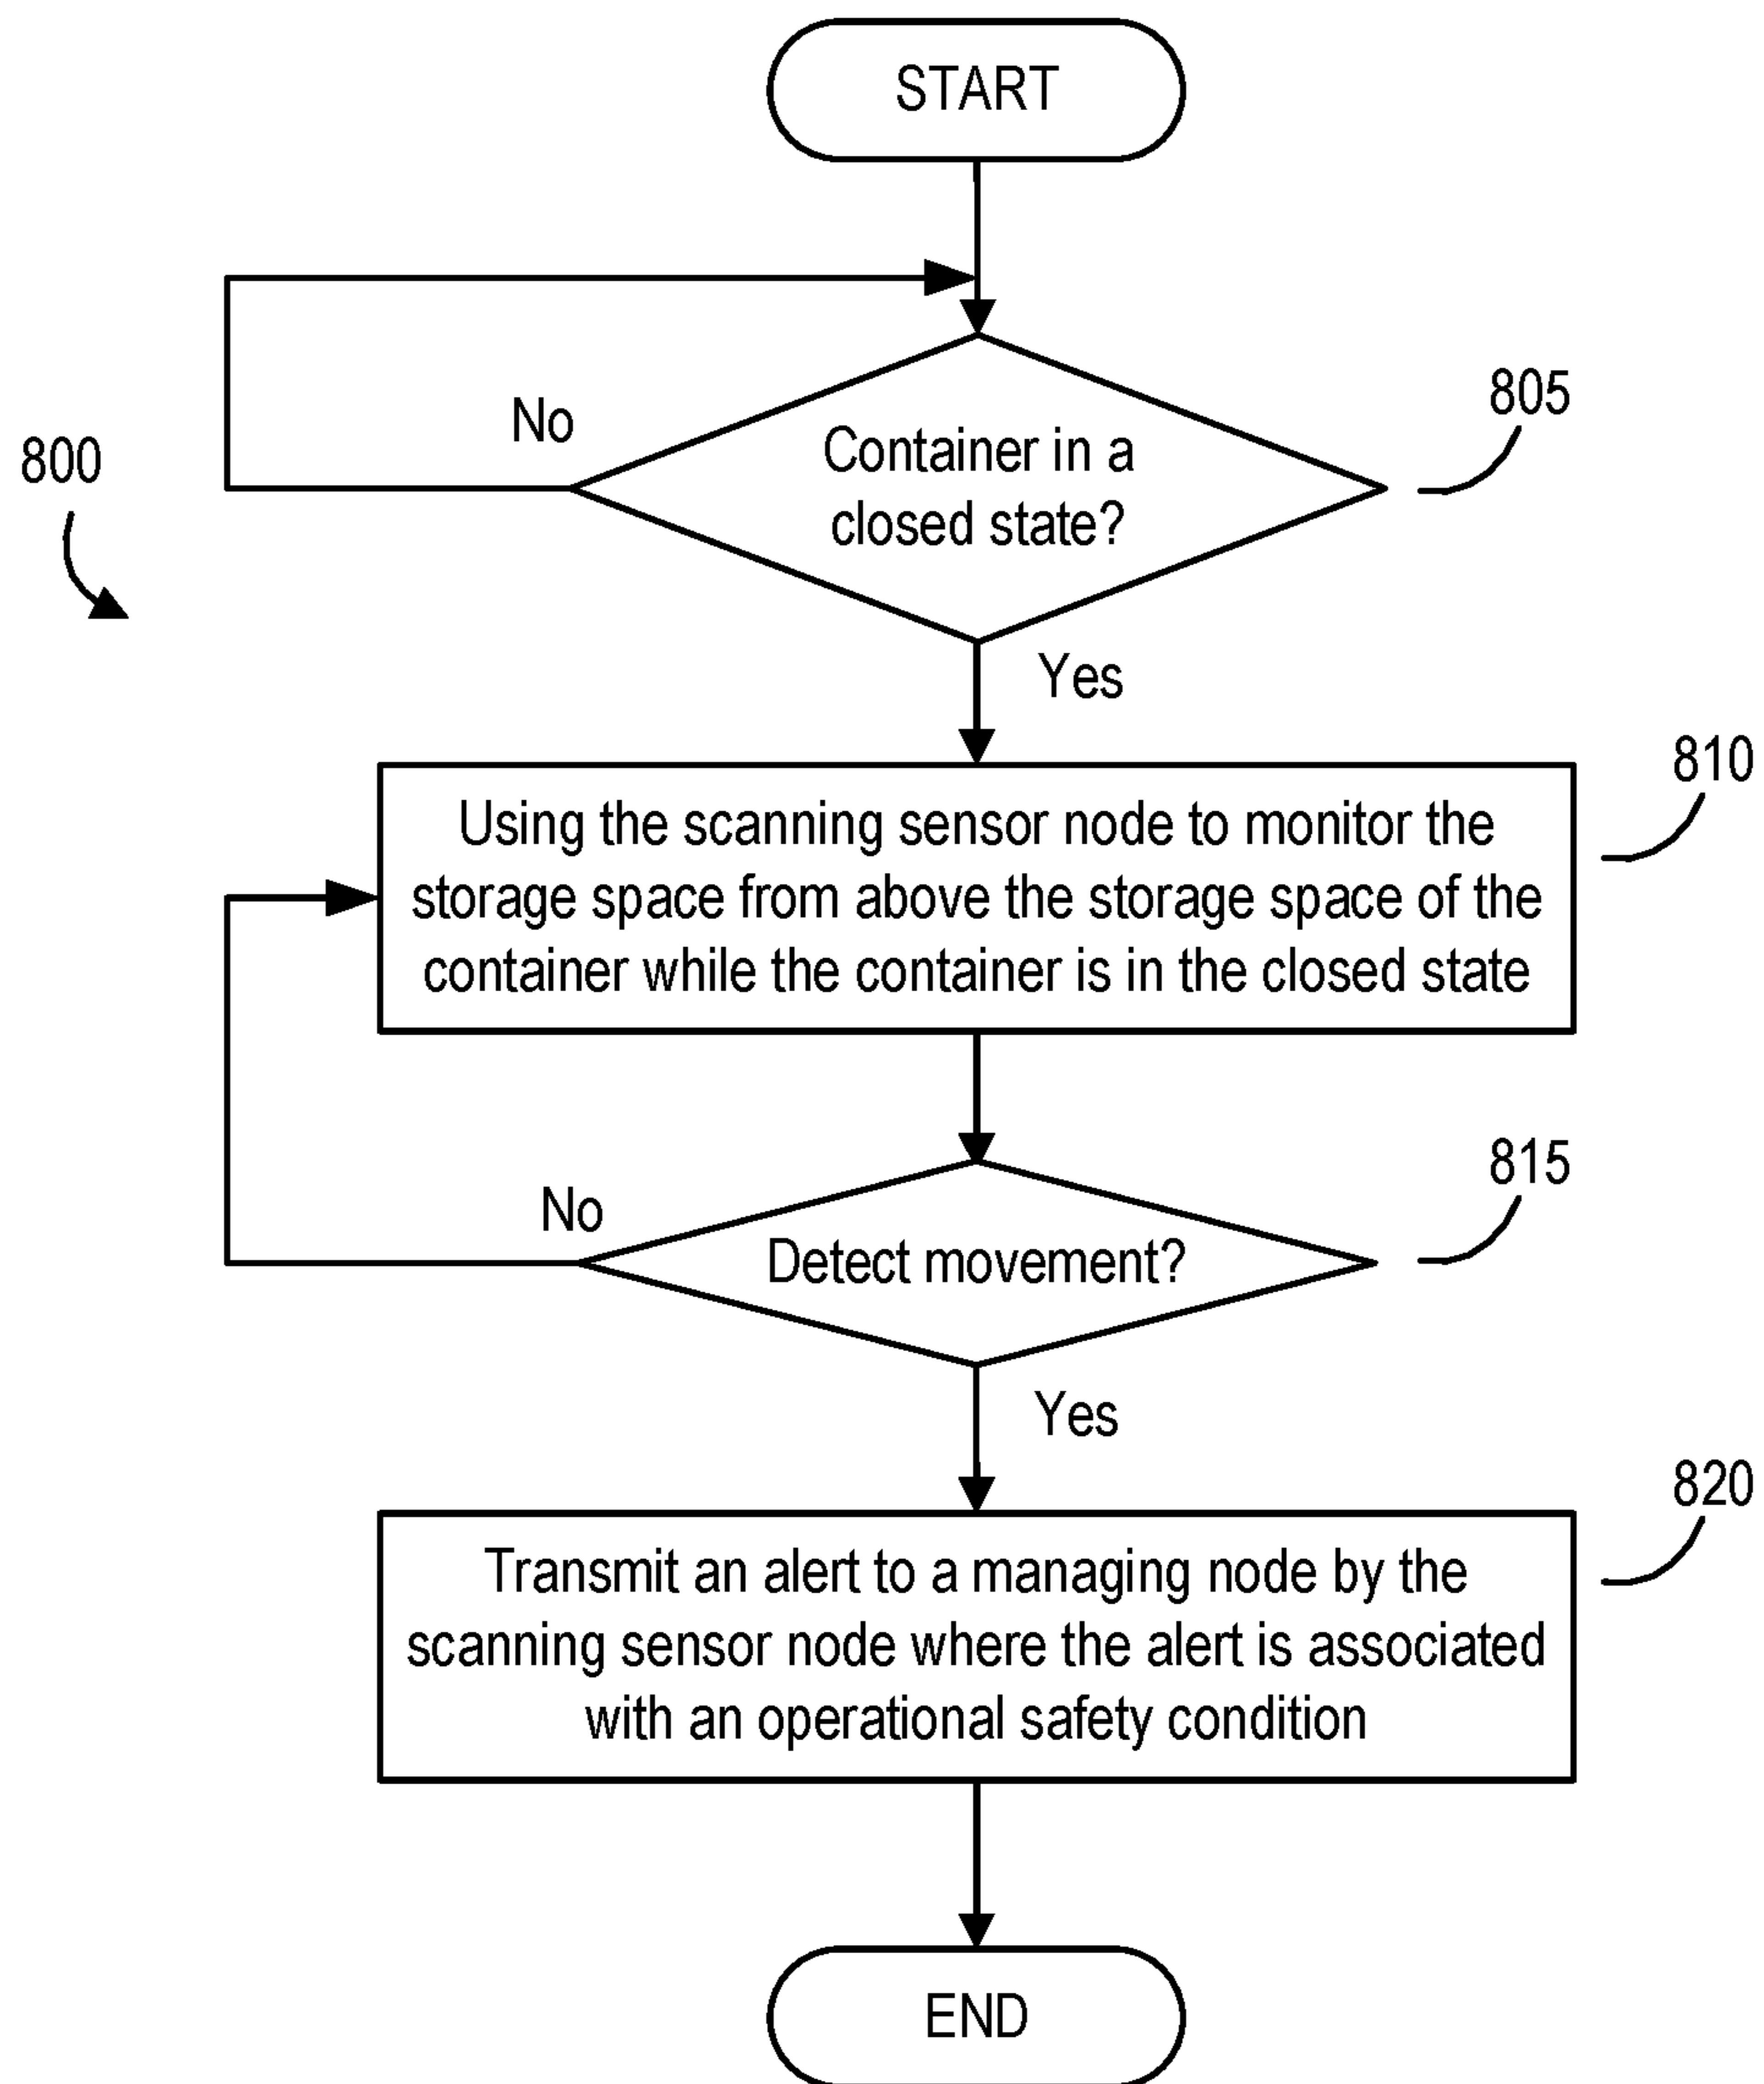 START
No
805
800
Container in a
closed state?
Yes
810
Using the scanning sensor node to monitor the
storage space from above the storage space of the
container while the container is in the closed state
815
No
Detect movement?
Yes
820
Transmit an alert to a managing node by the
scanning sensor node where the alert is associated
with an operational safety condition
END